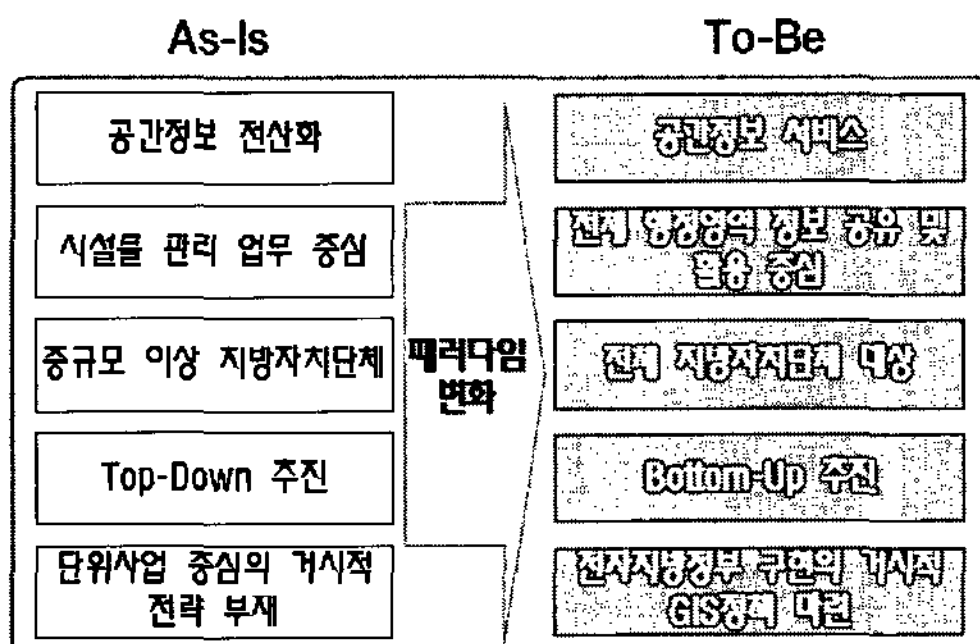 As-Is
To-Be
공간정보 전산화
공간정보 서비스
시설물 관리 업무 중심
전체 행정영역 정보 공유 및
활용 중심
중규모 이상 지방자치단체
패러다임
변화
전체 지방자치단체 대상
Top-Down 추진
Bottom-Up 추진
단위사업 중심의 거시적
전략 부재
전자지방정부 구현의 거시적
GIS정책 마련